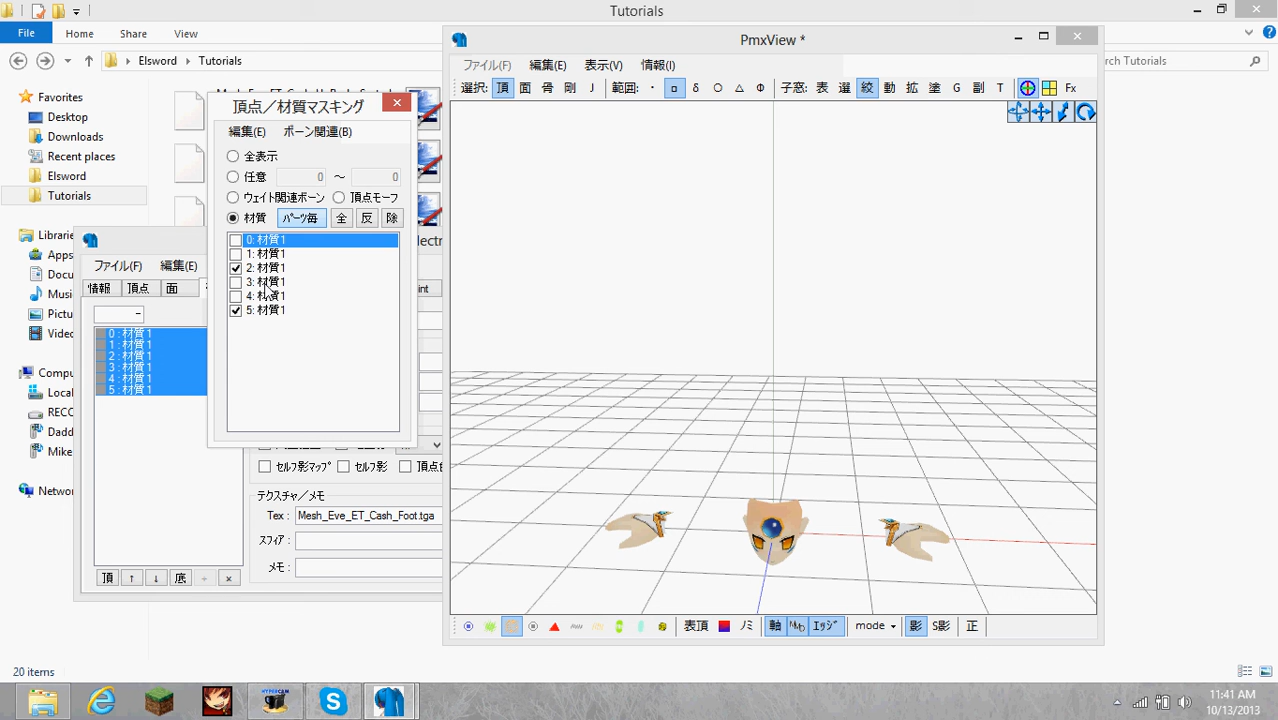 Tutorials
File
Home
Share
View
Elsword
Tutorials
ch Tutorials
Favorites
Desktop
Downloads
Recent places
Elsword
Tutorials
Librarie
Apps
Docu
Music
Pictu
Video
Compu
Local
RECO
Dadd
Mike
Netwo
頂点／材質マスキング
編集(E)
ボーン関連(B)
全表示
任意
0
～
0
ウェイト関連ボーン
頂点モーフ
材質
パーツ毎
全
反
除
0: 材質1
1: 材質1
2: 材質1
3: 材質1
4: 材質1
5: 材質1
ファイル(F)
編集(E)
情報
頂点
面
−
0 : 材質1
1 : 材質1
2 : 材質1
3 : 材質1
4 : 材質1
5 : 材質1
頂
↑
↓
底
+
×
lectr
int
セルフ影マップ
セルフ影
テクスチャ／メモ
Tex :
Mesh_Eve_ET_Cash_Foot.tga
スフィア :
メモ :
PmxView *
ファイル(F)
編集(E)
表示(V)
情報(I)
選択:
頂
面
骨
剛
J
範囲:
子窓:
表
選
絞
動
拡
塗
G
副
T
Fx
表頂
ノミ
軸
エッジ
mode
影
S影
正
20 items
HYPERCAM
11:41 AM
10/13/2013